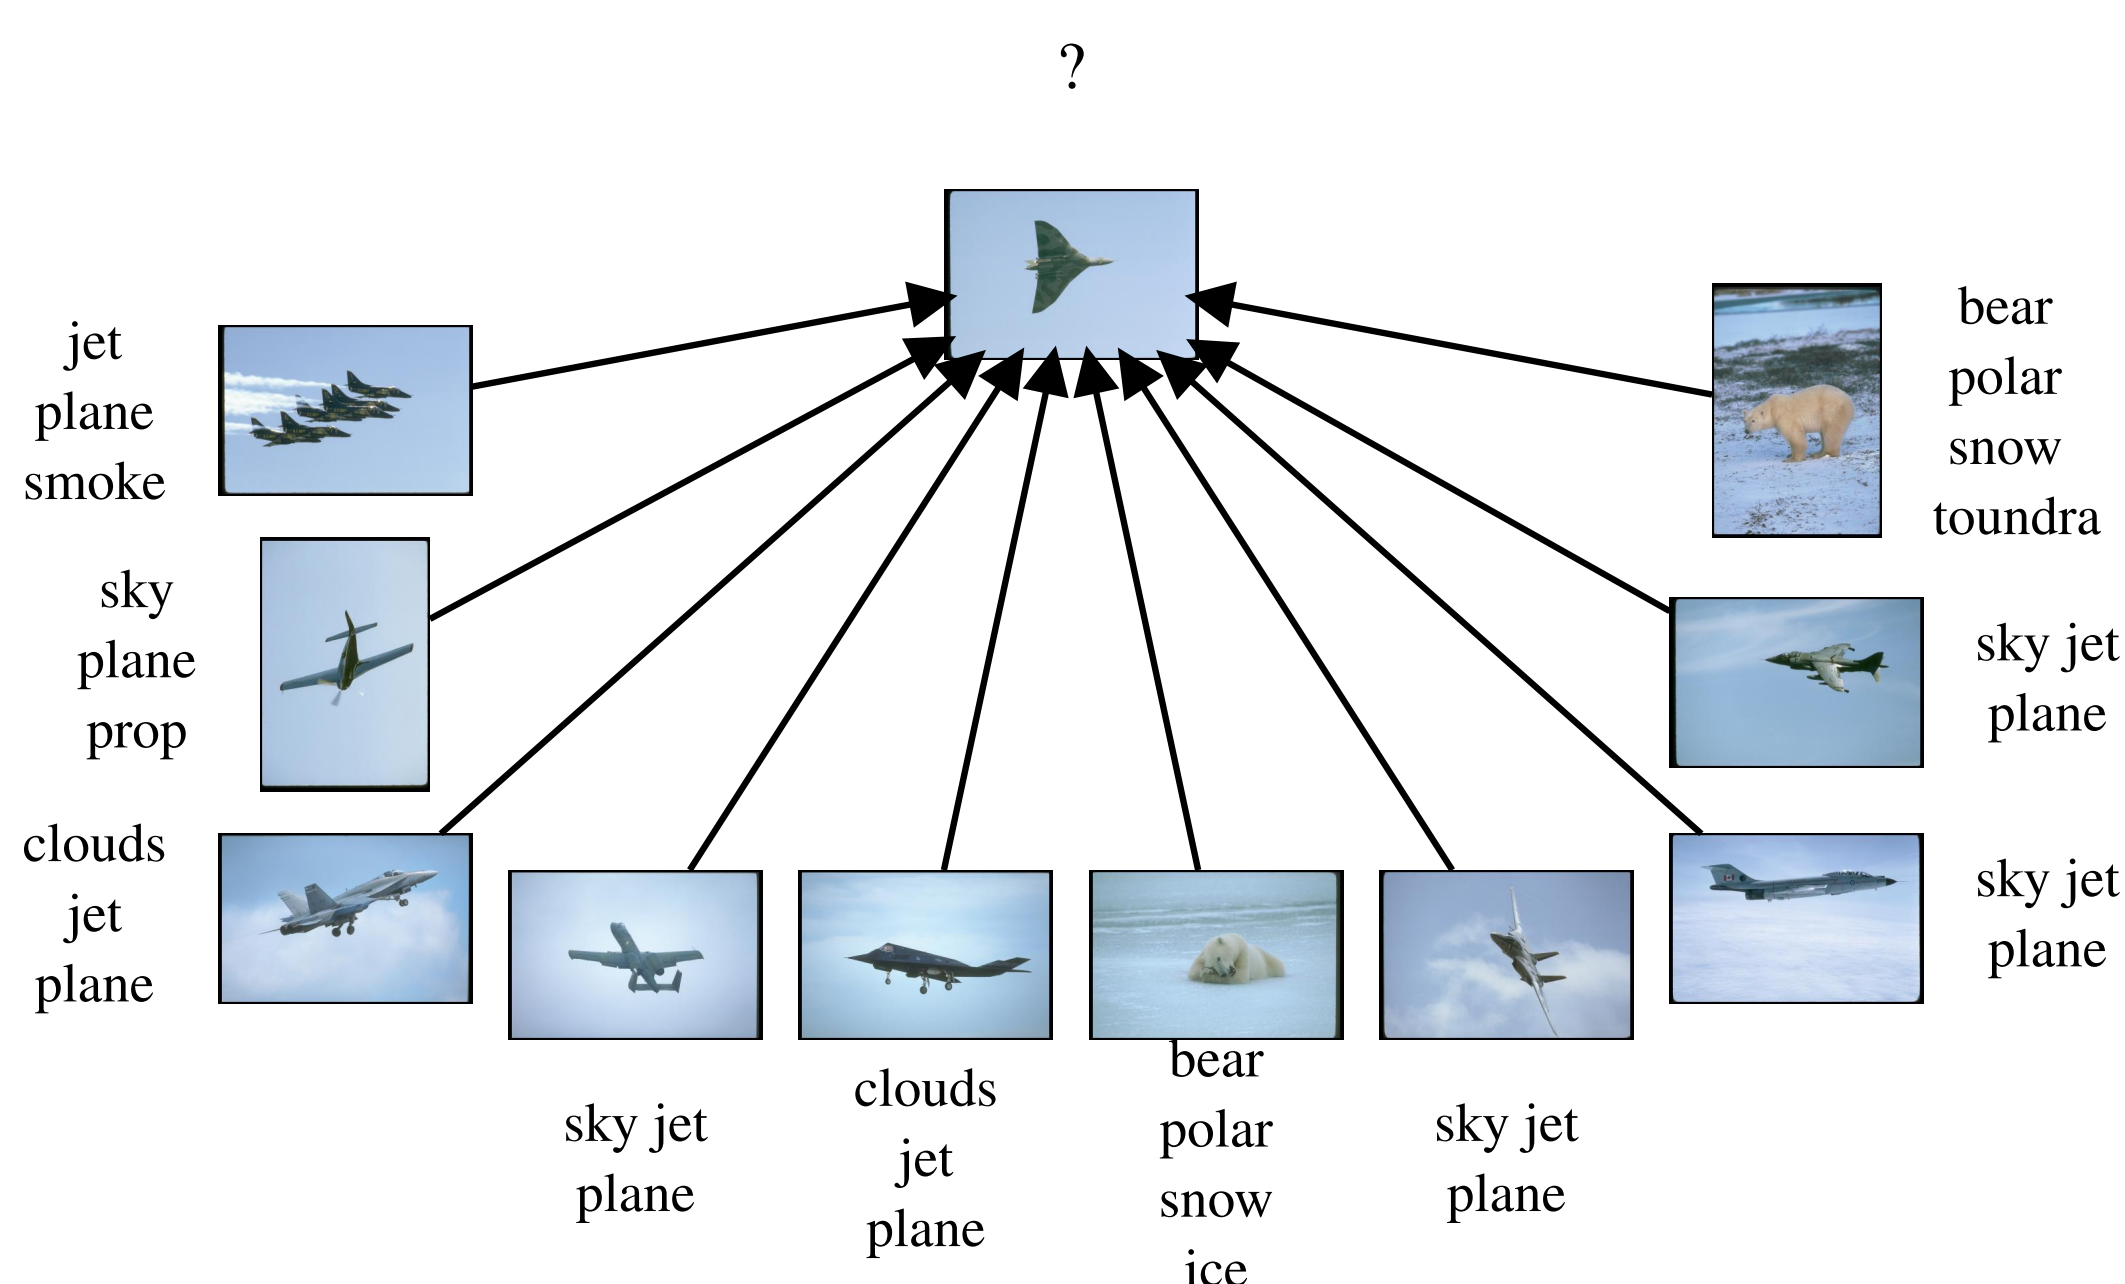 ?
jet
plane
smoke
sky
plane
prop
clouds
jet
plane
sky jet
plane
clouds
jet
plane
bear
polar
snow
ice
sky jet
plane
sky jet
plane
sky jet
plane
bear
polar
snow
toundra